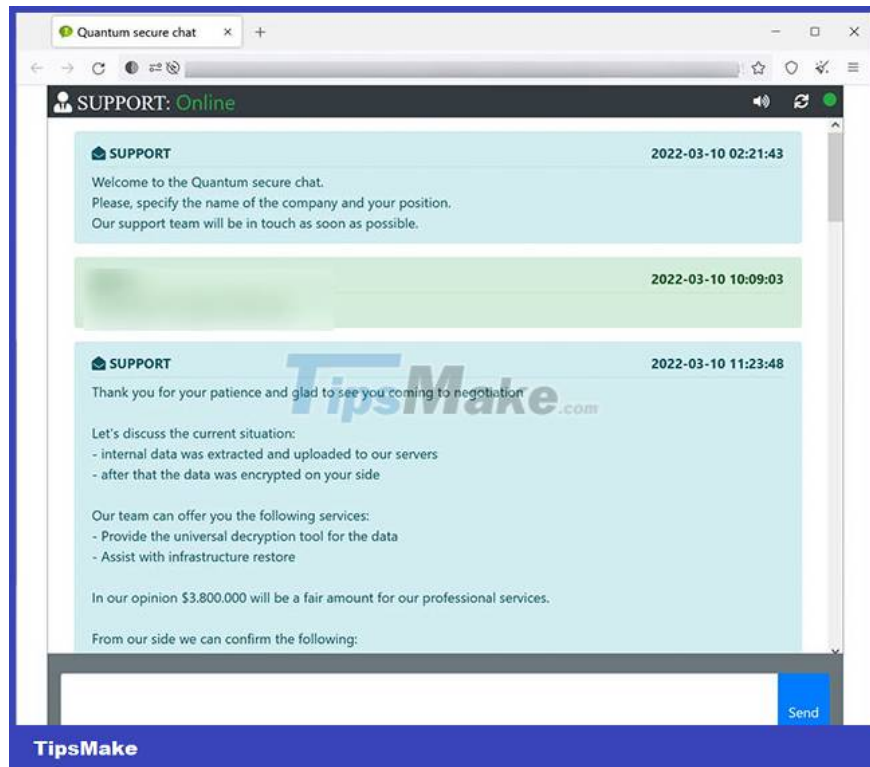 Quantum secure chat
SUPPORT: Online
SUPPORT 2022-03-10 02:21:43
Welcome to the Quantum secure chat.
Please, specify the name of the company and your position.
Our support team will be in touch as soon as possible.
2022-03-10 10:09:03
SUPPORT 2022-03-10 11:23:48
Thank you for your patience and glad to see you coming to negotiation
TipsMake.com
Let's discuss the current situation:
- internal data was extracted and uploaded to our servers
- after that the data was encrypted on your side
Our team can offer you the following services:
- Provide the universal decryption tool for the data
- Assist with infrastructure restore
In our opinion $3.800.000 will be a fair amount for our professional services.
From our side we can confirm the following:
Send
TipsMake